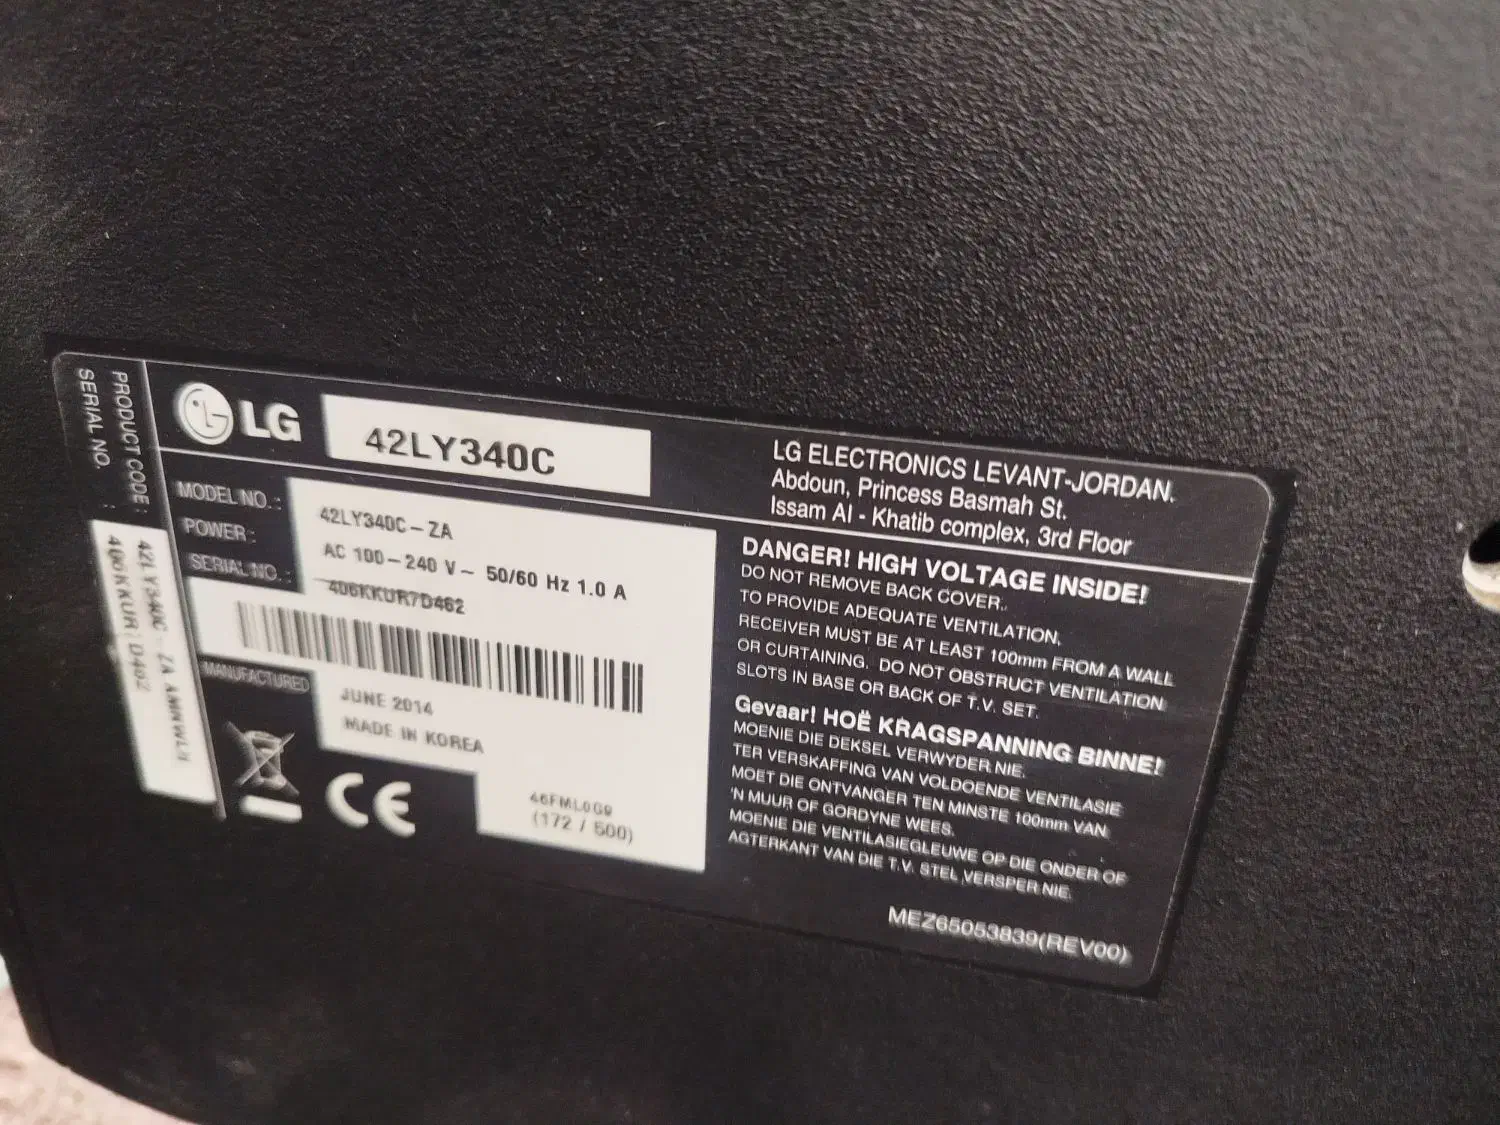 LG
42LY340C
LG ELECTRONICS LEVANT-JORDAN.
Abdoun, Princess Basmah St.
Issam Al - Khatib complex, 3rd Floor
MODEL NO. : 42LY340C-ZA
POWER : AC 100-240 V~ 50/60 Hz 1.0 A
SERIAL NO. : 406KKUR7D462
MANUFACTURED JUNE 2014
MADE IN KOREA
CE
46FML0G9
(172 / 500)
DANGER! HIGH VOLTAGE INSIDE!
DO NOT REMOVE BACK COVER.
TO PROVIDE ADEQUATE VENTILATION,
RECEIVER MUST BE AT LEAST 100mm FROM A WALL
OR CURTAINING. DO NOT OBSTRUCT VENTILATION
SLOTS IN BASE OR BACK OF T.V. SET.
Gevaar! HOË KRAGSPANNING BINNE!
MOENIE DIE DEKSEL VERWYDER NIE.
TER VERSKAFFING VAN VOLDOENDE VENTILASIE
MOET DIE ONTVANGER TEN MINSTE 100mm VAN
'N MUUR OF GORDYNE WEES.
MOENIE DIE VENTILASIEGLEUWE OP DIE ONDER OF
AGTERKANT VAN DIE T.V. STEL VERSPER NIE.
MEZ65053839(REV00)
PRODUCT CODE : 42LY340C-ZA
SERIAL NO. :